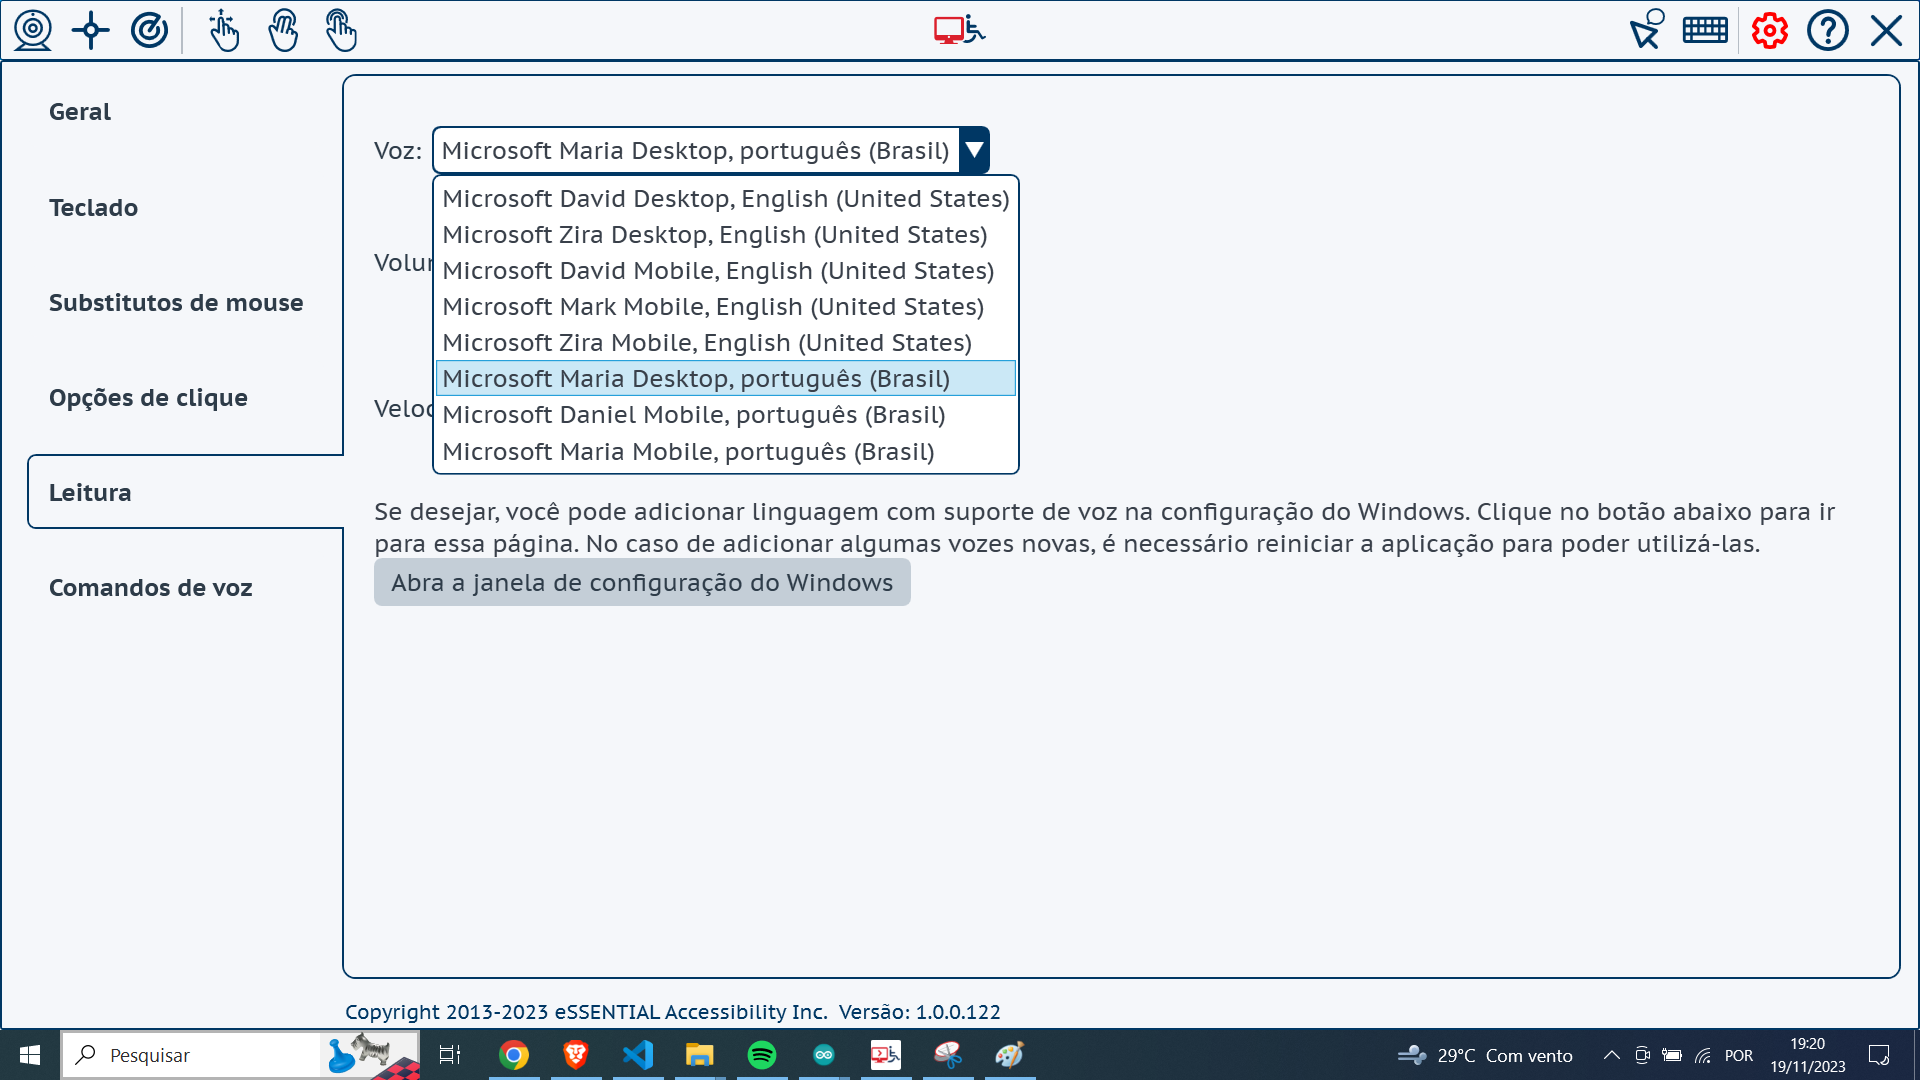 Geral
Teclado
Substitutos de mouse
Opções de clique
Leitura
Comandos de voz
Voz: Microsoft Maria Desktop, português (Brasil)
Microsoft David Desktop, English (United States)
Microsoft Zira Desktop, English (United States)
Microsoft David Mobile, English (United States)
Microsoft Mark Mobile, English (United States)
Microsoft Zira Mobile, English (United States)
Microsoft Maria Desktop, português (Brasil)
Microsoft Daniel Mobile, português (Brasil)
Microsoft Maria Mobile, português (Brasil)
Se desejar, você pode adicionar linguagem com suporte de voz na configuração do Windows. Clique no botão abaixo para ir
para essa página. No caso de adicionar algumas vozes novas, é necessário reiniciar a aplicação para poder utilizá-las.
Abra a janela de configuração do Windows
Copyright 2013-2023 eSSENTIAL Accessibility Inc. Versão: 1.0.0.122
Pesquisar
29°C Com vento
POR
19:20
19/11/2023